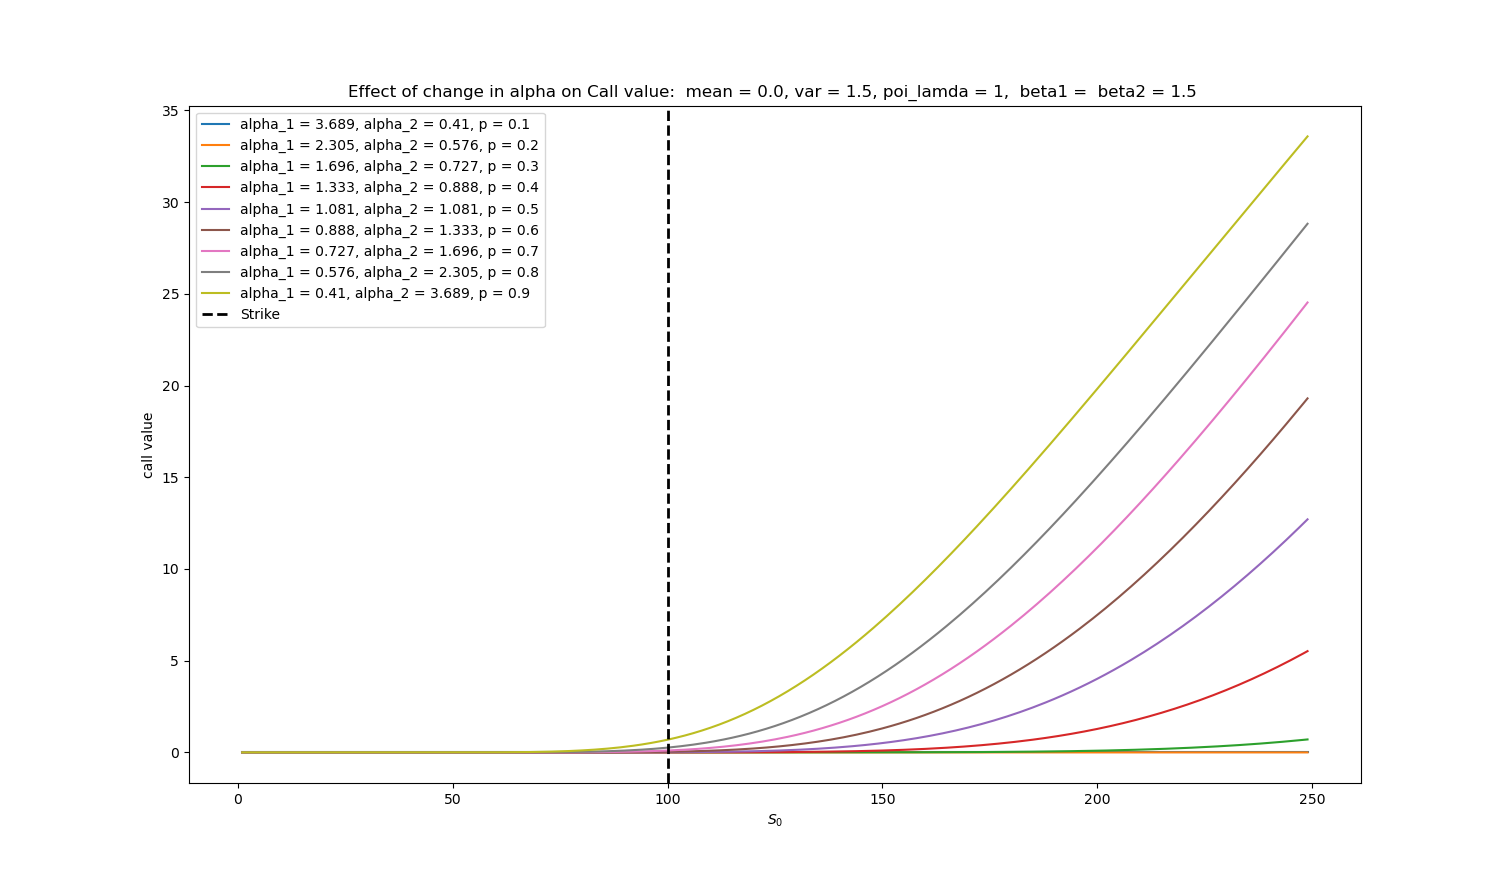 Effect of change in alpha on Call value:  mean = 0.0, var = 1.5, poi_lamda = 1,  beta1 =  beta2 = 1.5
35
30
25
20
15
10
5
0
call value
alpha_1 = 3.689, alpha_2 = 0.41, p = 0.1
alpha_1 = 2.305, alpha_2 = 0.576, p = 0.2
alpha_1 = 1.696, alpha_2 = 0.727, p = 0.3
alpha_1 = 1.333, alpha_2 = 0.888, p = 0.4
alpha_1 = 1.081, alpha_2 = 1.081, p = 0.5
alpha_1 = 0.888, alpha_2 = 1.333, p = 0.6
alpha_1 = 0.727, alpha_2 = 1.696, p = 0.7
alpha_1 = 0.576, alpha_2 = 2.305, p = 0.8
alpha_1 = 0.41, alpha_2 = 3.689, p = 0.9
Strike
0 50 100 150 200 250
S₀